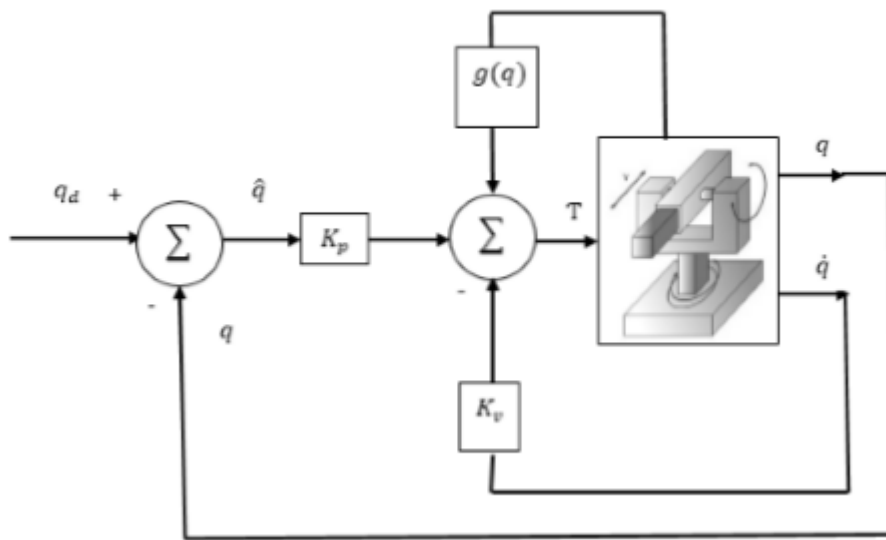 g(q)
q
q_d +
q̂
Σ
K_p
Σ
T
q̇
-
-
q
K_v